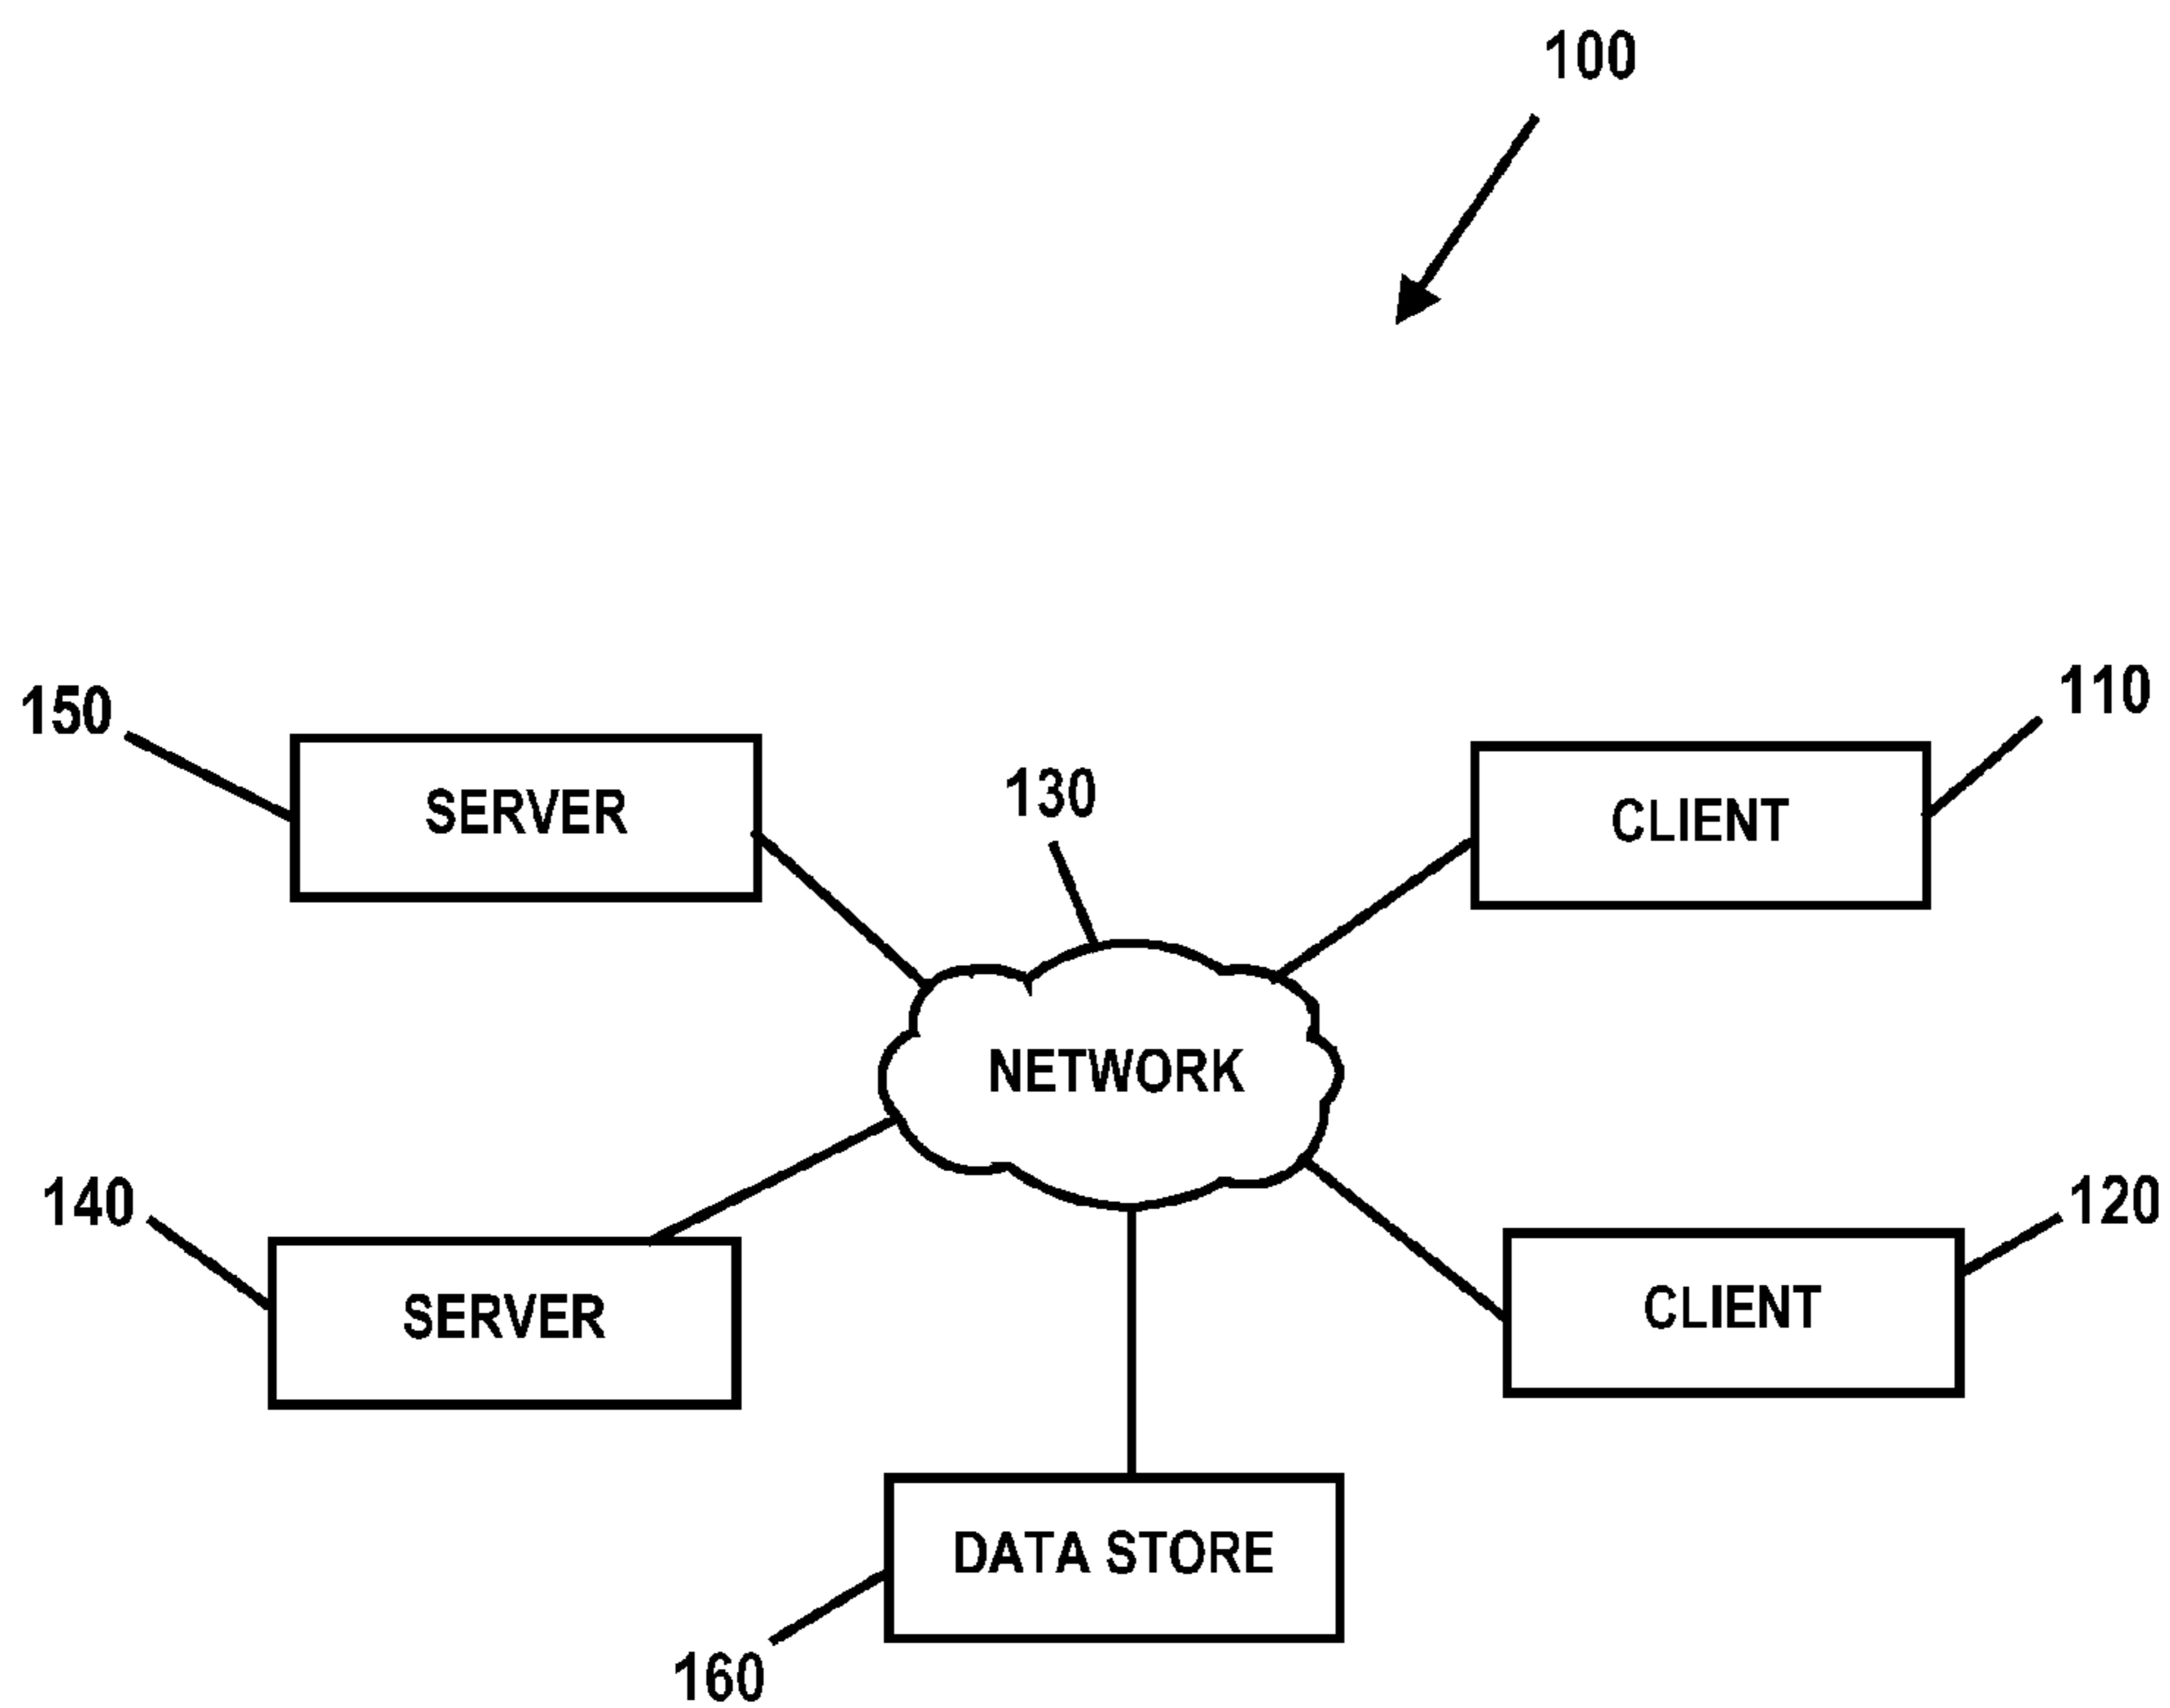 100
150
SERVER
130
110
CLIENT
NETWORK
140
SERVER
120
CLIENT
DATA STORE
160